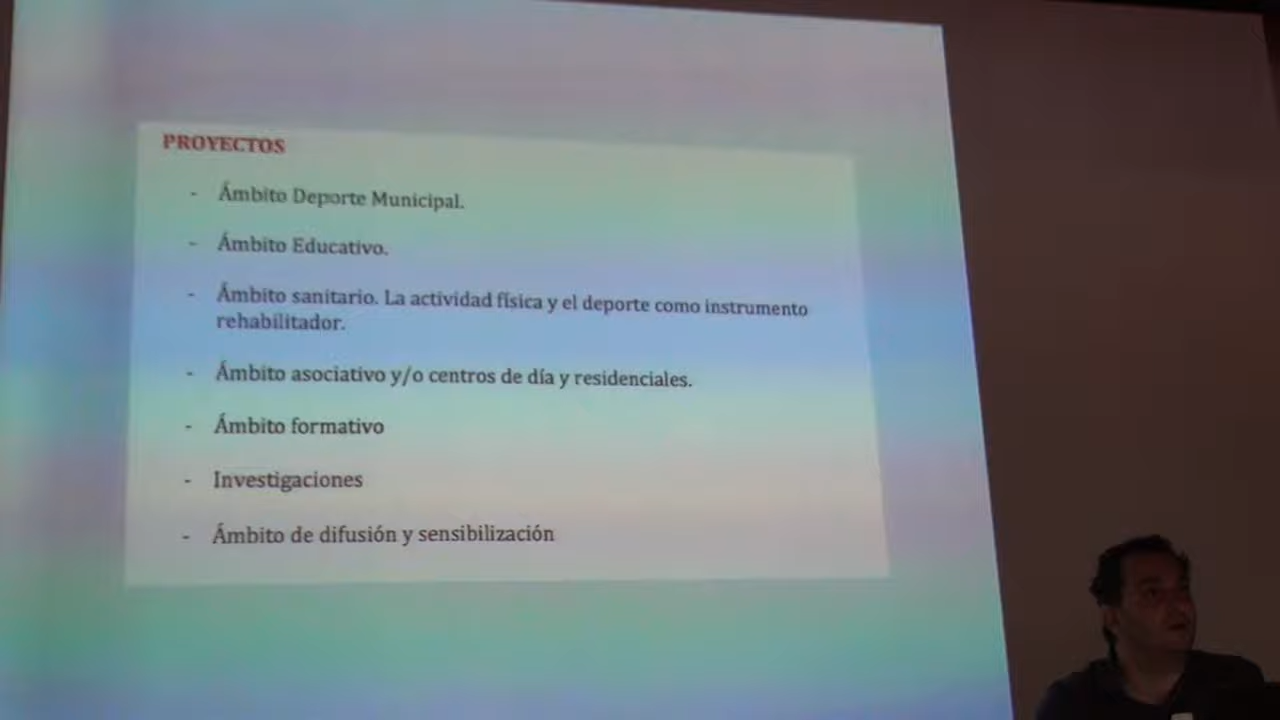 PROYECTOS
- Ámbito Deporte Municipal.
- Ámbito Educativo.
- Ámbito sanitario. La actividad física y el deporte como instrumento
rehabilitador.
- Ámbito asociativo y/o centros de día y residenciales.
- Ámbito formativo
- Investigaciones
- Ámbito de difusión y sensibilización